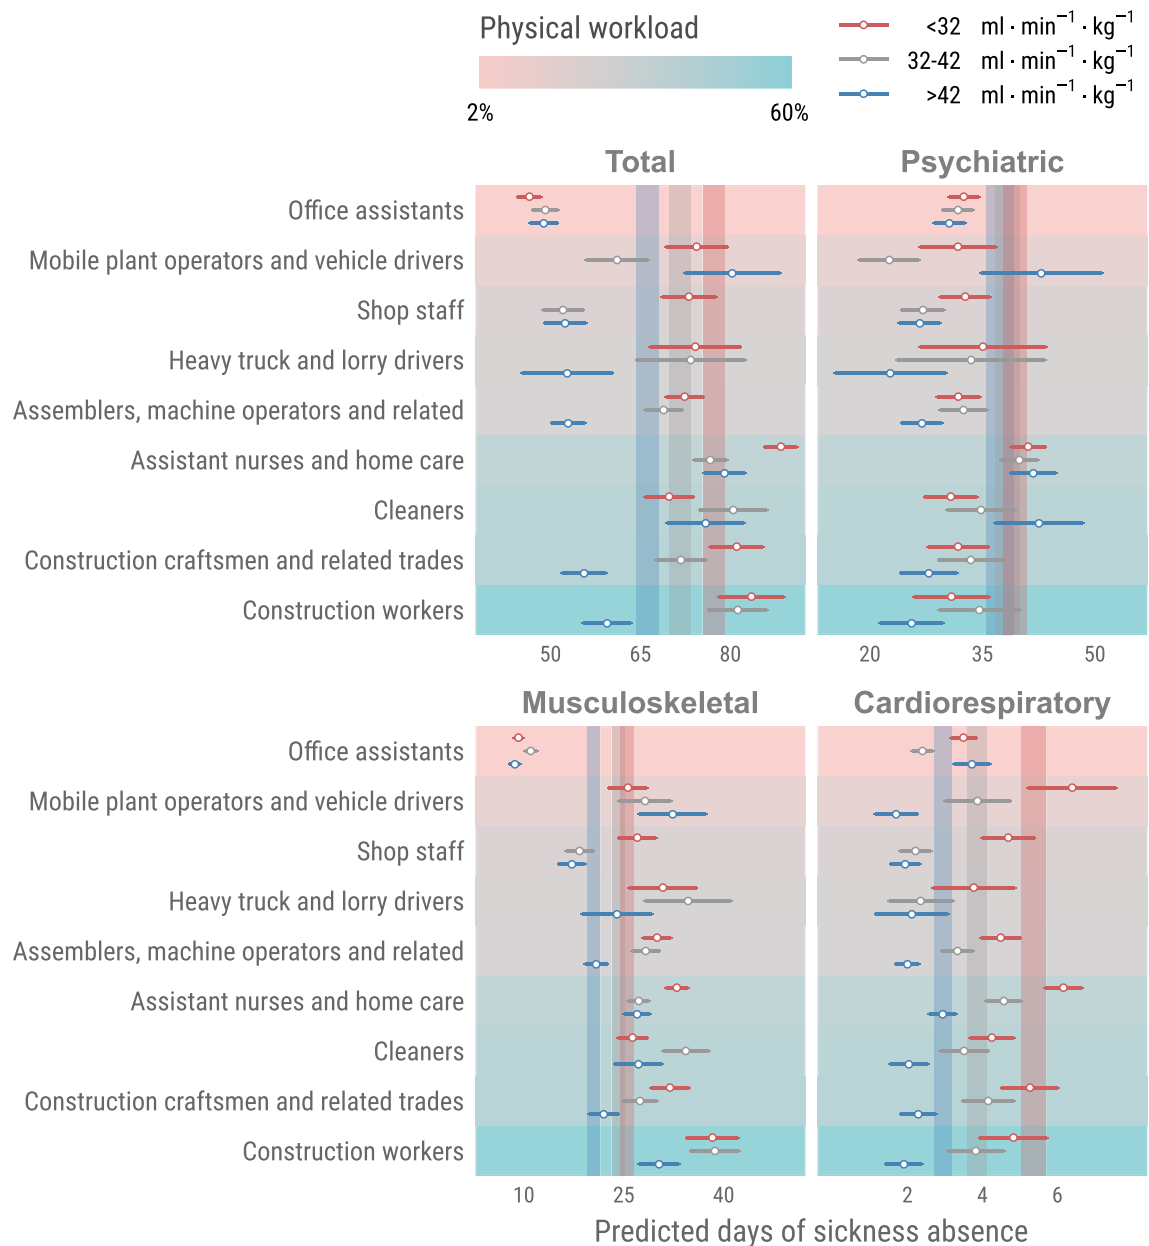 Physical workload
2% 60%
<32 ml · min⁻¹ · kg⁻¹
32-42 ml · min⁻¹ · kg⁻¹
>42 ml · min⁻¹ · kg⁻¹
Total Psychiatric
Office assistants
Mobile plant operators and vehicle drivers
Shop staff
Heavy truck and lorry drivers
Assemblers, machine operators and related
Assistant nurses and home care
Cleaners
Construction craftsmen and related trades
Construction workers
50 65 80 20 35 50
Musculoskeletal Cardiorespiratory
Office assistants
Mobile plant operators and vehicle drivers
Shop staff
Heavy truck and lorry drivers
Assemblers, machine operators and related
Assistant nurses and home care
Cleaners
Construction craftsmen and related trades
Construction workers
10 25 40 2 4 6
Predicted days of sickness absence